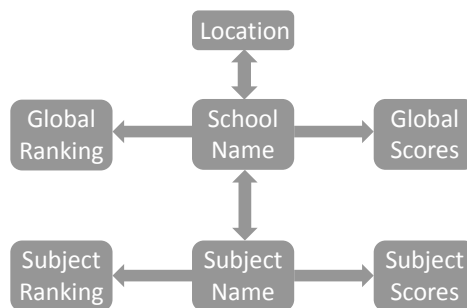 Location
Global
Ranking
School
Name
Global
Scores
Subject
Ranking
Subject
Name
Subject
Scores